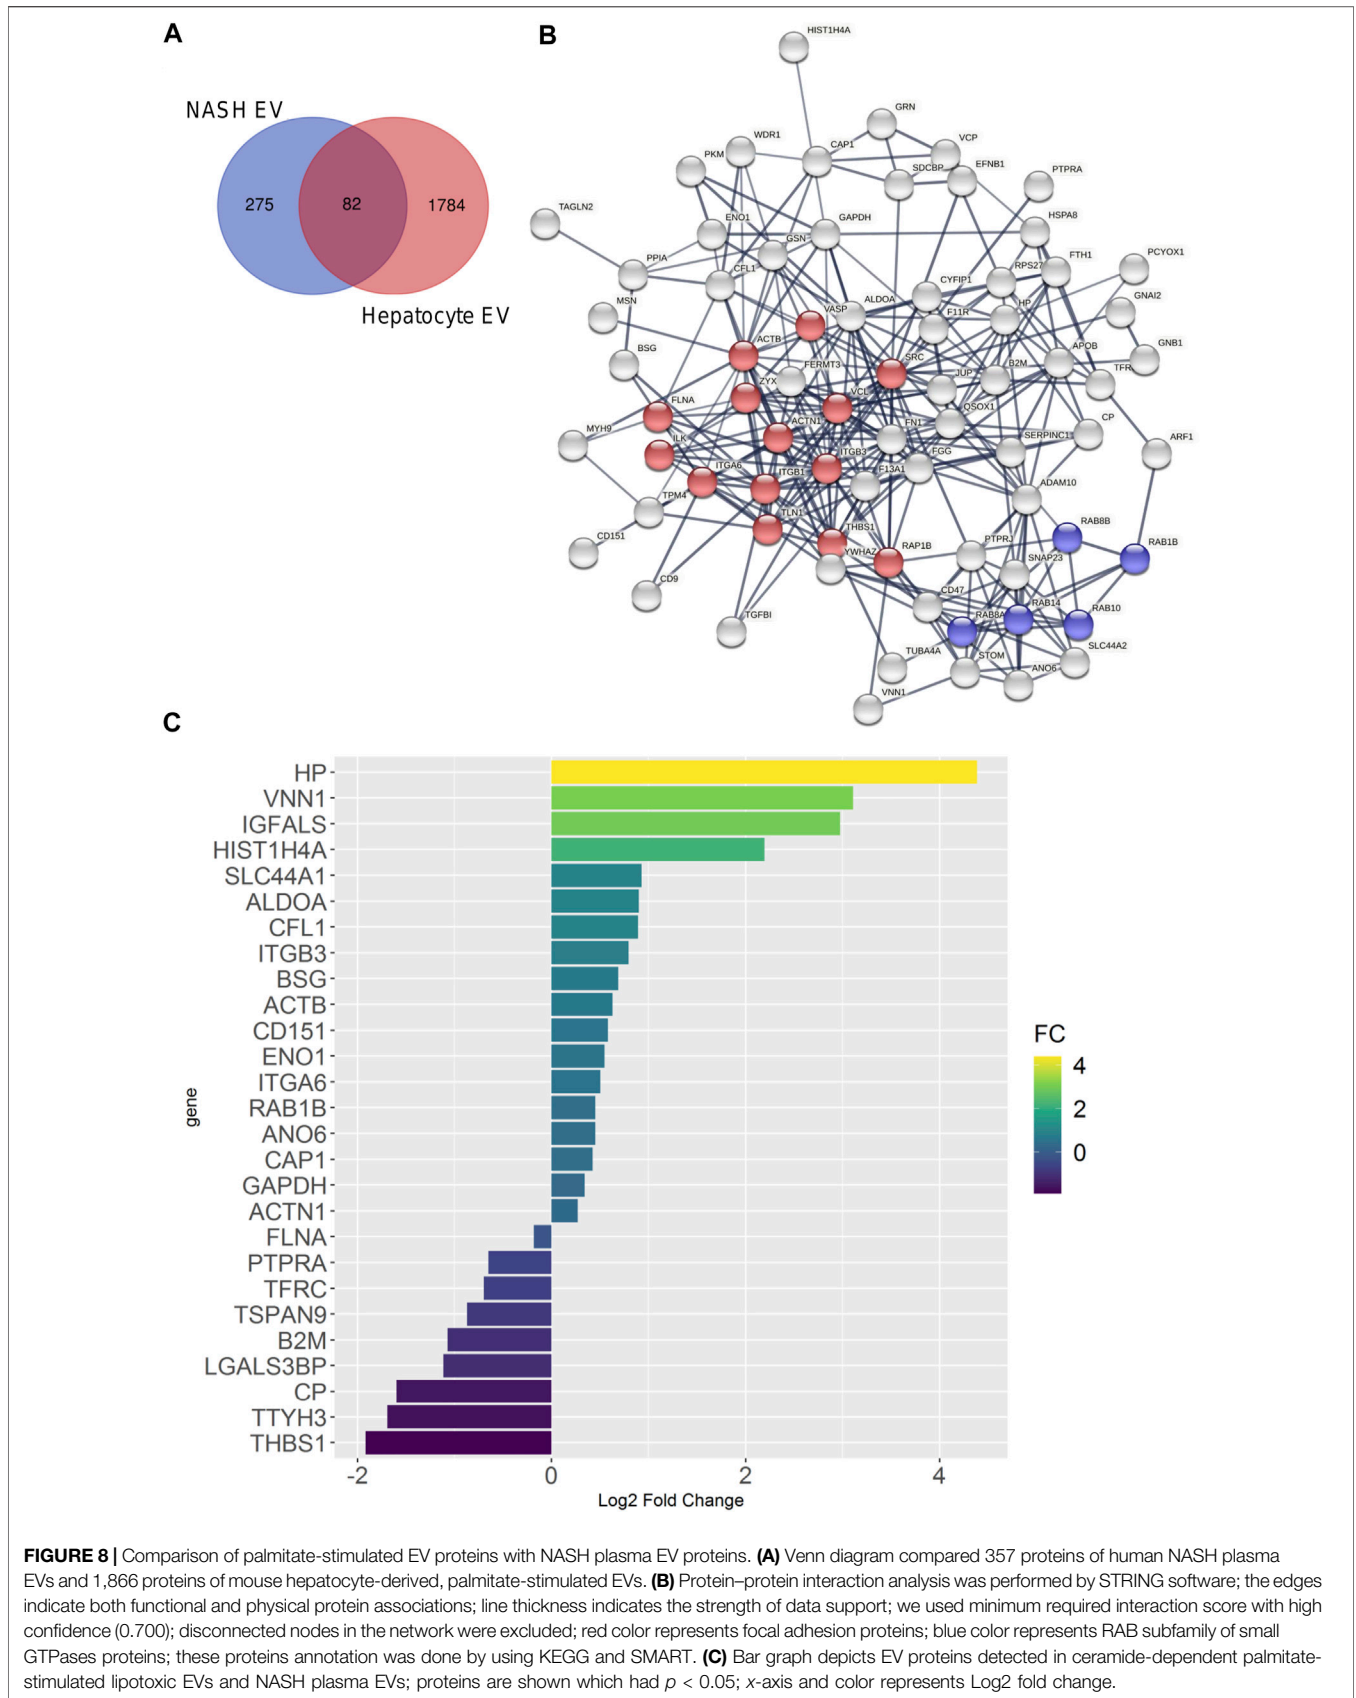 A
B
NASH EV
275
82
1784
Hepatocyte EV
HIST1H4A
GRN
WDR1
CAP1
VCP
PKM
SDCBP
EFNB1
PTPRA
TAGLN2
ENO1
GAPDH
HSPA8
GSN
PPIA
CFL1
CYFIP1
RPS27
FTH1
PCYOX1
MSN
VASP
ALDOA
F11R
HP
GNAI2
ACTB
BSG
FERMT3
SRC
B2M
APOB
GNB1
ZYX
JUP
TFR
FLNA
VCL
QSOX1
CP
MYH9
ACTN1
FN1
SERPINC1
ARF1
ILK
ITGA6
ITGB1
ITGB3
F13A1
FGG
ADAM10
TPM4
TLN1
THBS1
RAB8B
CD151
YWHAZ
RAP1B
PTPRJ
SNAP23
RAB1B
CD9
CD47
TGFBI
RAB8A
RAB14
RAB10
TUBA4A
STOM
ANO6
SLC44A2
VNN1
C
HP
VNN1
IGFALS
HIST1H4A
SLC44A1
ALDOA
CFL1
ITGB3
BSG
ACTB
CD151
ENO1
ITGA6
RAB1B
ANO6
CAP1
GAPDH
ACTN1
FLNA
PTPRA
TFRC
TSPAN9
B2M
LGALS3BP
CP
TTYH3
THBS1
gene
-2 0 2 4
Log2 Fold Change
FC
4
2
0
FIGURE 8 | Comparison of palmitate-stimulated EV proteins with NASH plasma EV proteins. (A) Venn diagram compared 357 proteins of human NASH plasma
EVs and 1,866 proteins of mouse hepatocyte-derived, palmitate-stimulated EVs. (B) Protein–protein interaction analysis was performed by STRING software; the edges
indicate both functional and physical protein associations; line thickness indicates the strength of data support; we used minimum required interaction score with high
confidence (0.700); disconnected nodes in the network were excluded; red color represents focal adhesion proteins; blue color represents RAB subfamily of small
GTPases proteins; these proteins annotation was done by using KEGG and SMART. (C) Bar graph depicts EV proteins detected in ceramide-dependent palmitate-
stimulated lipotoxic EVs and NASH plasma EVs; proteins are shown which had p < 0.05; x-axis and color represents Log2 fold change.